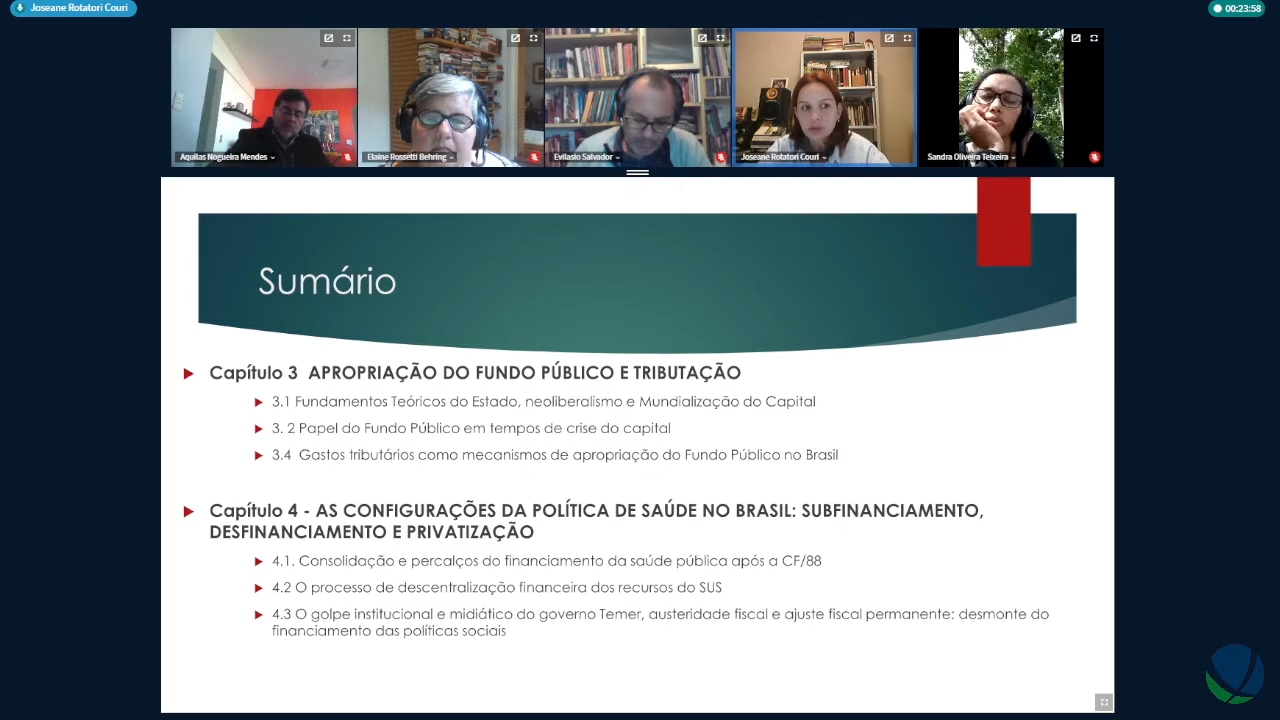 Joseane Rotatori Couri
00:23:58
Aquilas Nogueira Mendes
Elaine Rossetti Behring
Evilasio Salvador
Joseane Rotatori Couri
Sandra Oliveira Teixeira
Sumário
Capítulo 3 APROPRIAÇÃO DO FUNDO PÚBLICO E TRIBUTAÇÃO
3.1 Fundamentos Teóricos do Estado, neoliberalismo e Mundialização do Capital
3. 2 Papel do Fundo Público em tempos de crise do capital
3.4 Gastos tributários como mecanismos de apropriação do Fundo Público no Brasil
Capítulo 4 - AS CONFIGURAÇÕES DA POLÍTICA DE SAÚDE NO BRASIL: SUBFINANCIAMENTO,
DESFINANCIAMENTO E PRIVATIZAÇÃO
4.1. Consolidação e percalços do financiamento da saúde pública após a CF/88
4.2 O processo de descentralização financeira dos recursos do SUS
4.3 O golpe institucional e midiático do governo Temer, austeridade fiscal e ajuste fiscal permanente: desmonte do
financiamento das políticas sociais